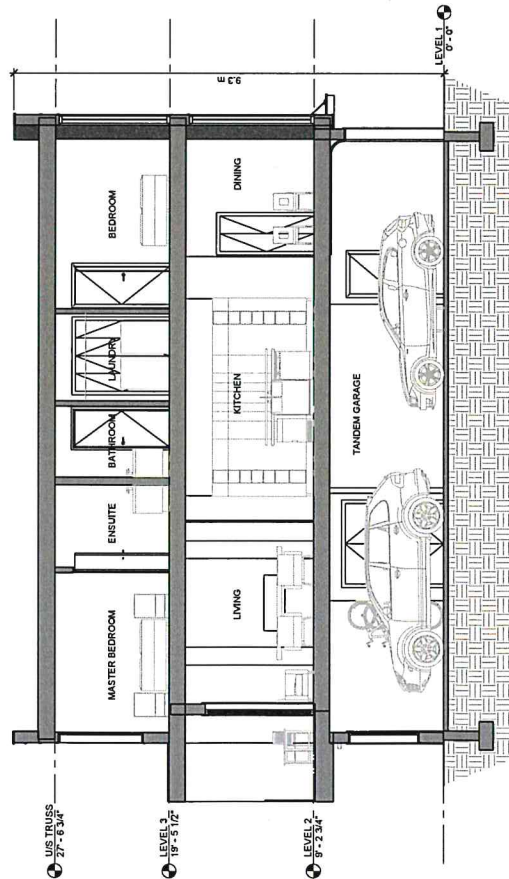 U/S TRUSS
27' - 6 3/4"
LEVEL 3
19' - 5 1/2"
LEVEL 2
9' - 2 3/4"
LEVEL 1
0' - 0"
9.3 m
MASTER BEDROOM
ENSUITE
BATHROOM
LAUNDRY
BEDROOM
LIVING
KITCHEN
DINING
TANDEM GARAGE